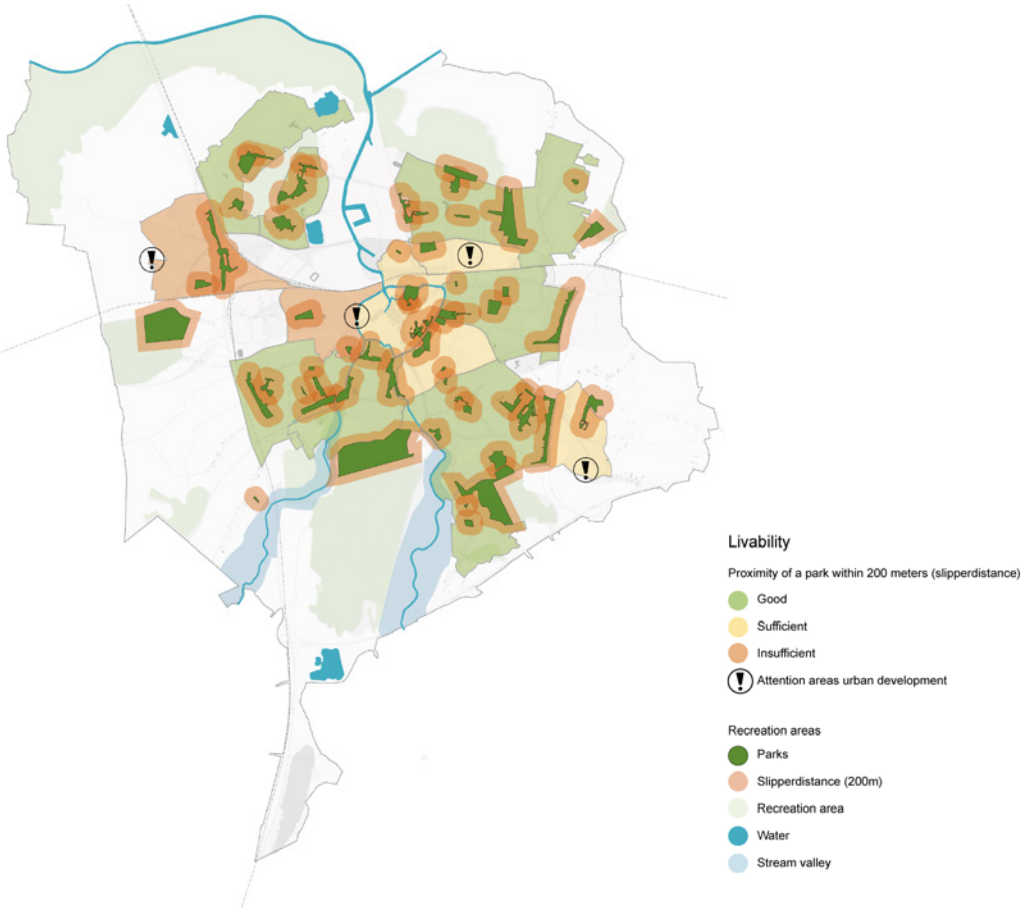 Livability
Proximity of a park within 200 meters (slipperdistance)
Good
Sufficient
Insufficient
Attention areas urban development
Recreation areas
Parks
Slipperdistance (200m)
Recreation area
Water
Stream valley